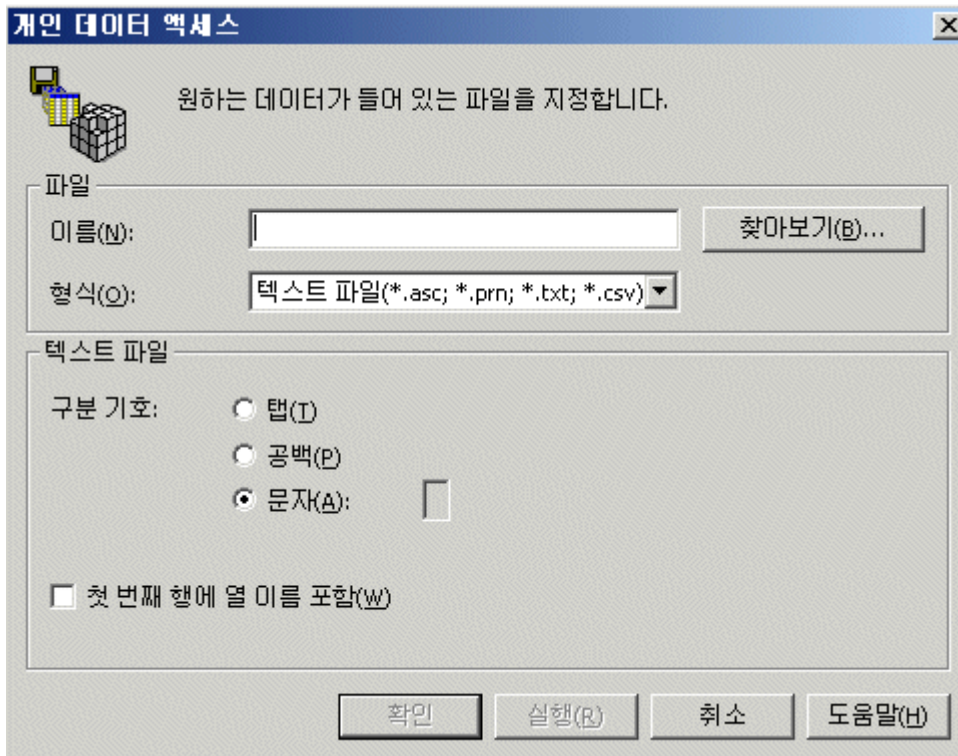 개인 데이터 액세스
원하는 데이터가 들어 있는 파일을 지정합니다.
파일
이름(N):
찾아보기(B)...
형식(O):
텍스트 파일(*.asc; *.prn; *.txt; *.csv)
텍스트 파일
구분 기호:
탭(T)
공백(P)
문자(A):
첫 번째 행에 열 이름 포함(W)
확인
실행(R)
취소
도움말(H)